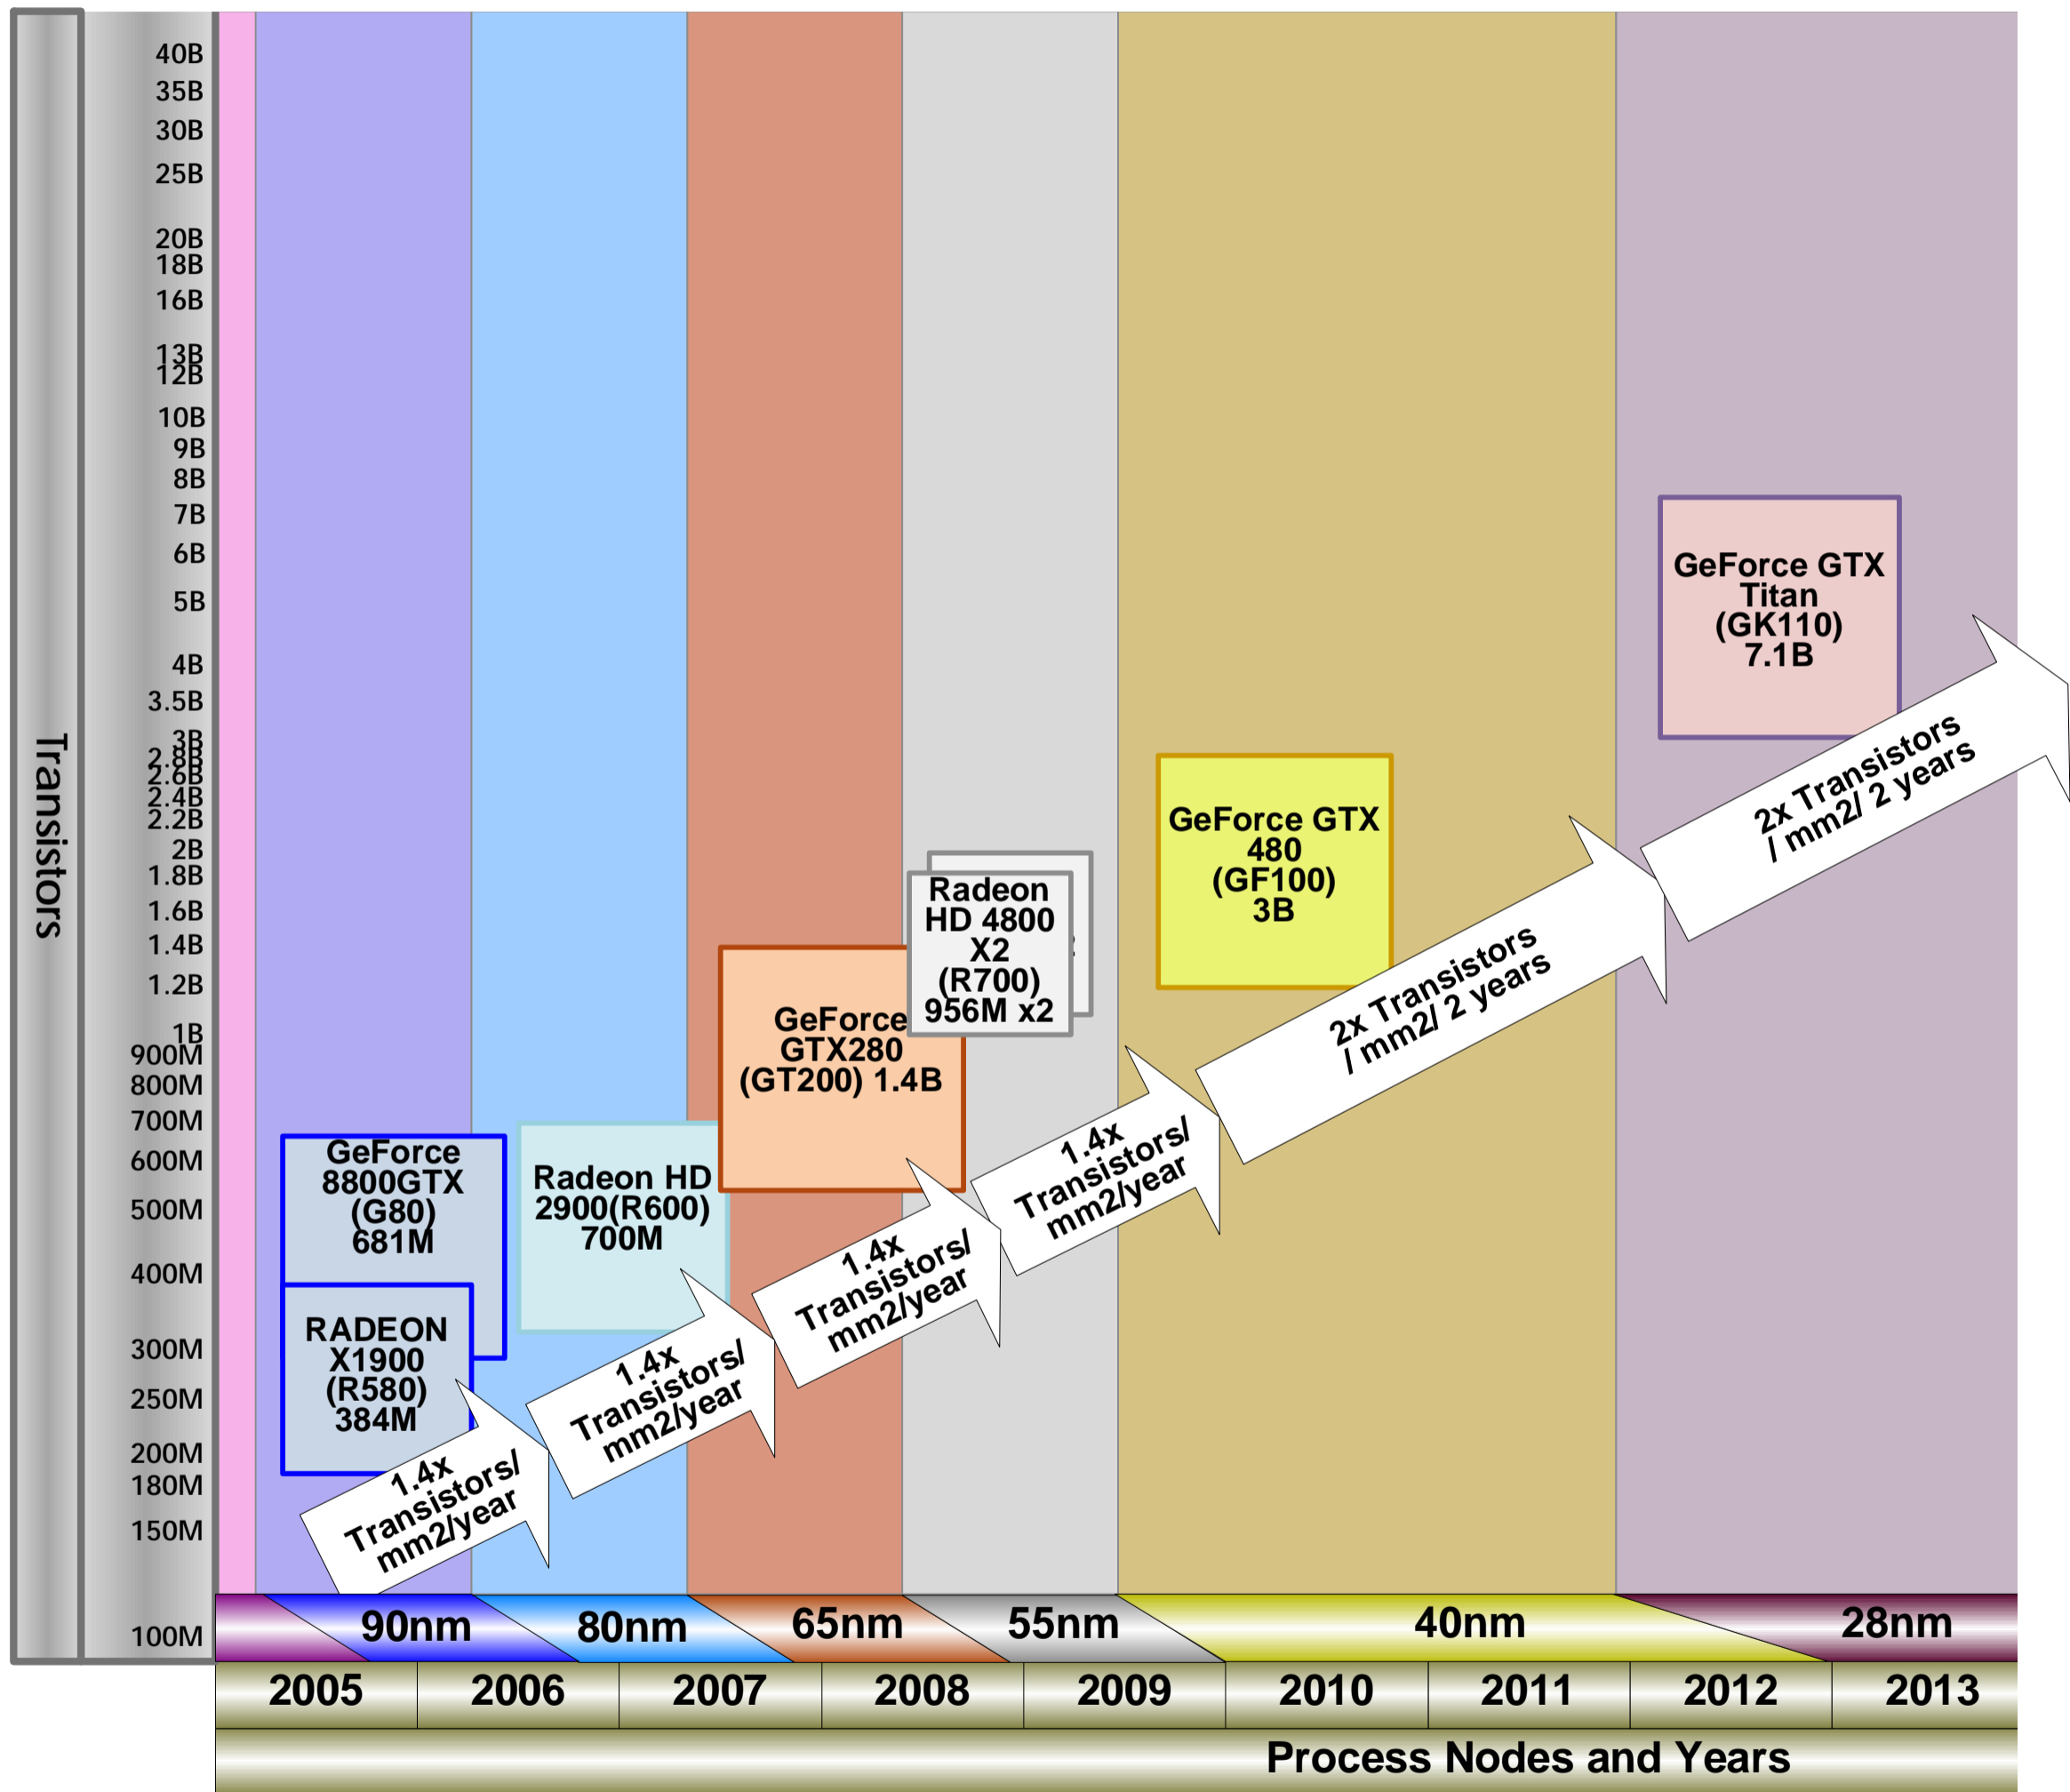 Transistors
40B
35B
30B
25B
20B
18B
16B
13B
12B
10B
9B
8B
7B
6B
5B
4B
3.5B
3B
2.8B
2.6B
2.4B
2.2B
2B
1.8B
1.6B
1.4B
1.2B
1B
900M
800M
700M
600M
500M
400M
300M
250M
200M
180M
150M
100M
GeForce
8800GTX
(G80)
681M
RADEON
X1900
(R580)
384M
Radeon HD
2900(R600)
700M
GeForce
GTX280
(GT200) 1.4B
Radeon
HD 4800
X2
(R700)
956M x2
GeForce GTX
480
(GF100)
3B
GeForce GTX
Titan
(GK110)
7.1B
1.4x
Transistors/
mm2/year
1.4x
Transistors/
mm2/year
1.4x
Transistors/
mm2/year
1.4x
Transistors/
mm2/year
2x Transistors
/ mm2/ 2 years
2x Transistors
/ mm2/ 2 years
90nm
80nm
65nm
55nm
40nm
28nm
2005
2006
2007
2008
2009
2010
2011
2012
2013
Process Nodes and Years